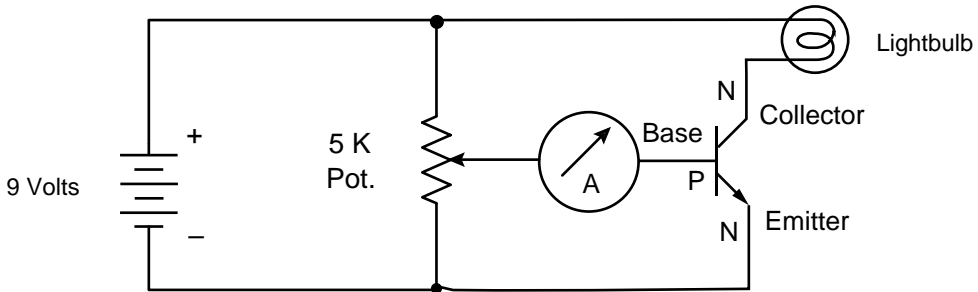 Lightbulb
N
Collector
+
5 K
Base
Pot.
A
P
9 Volts
Emitter
–
N